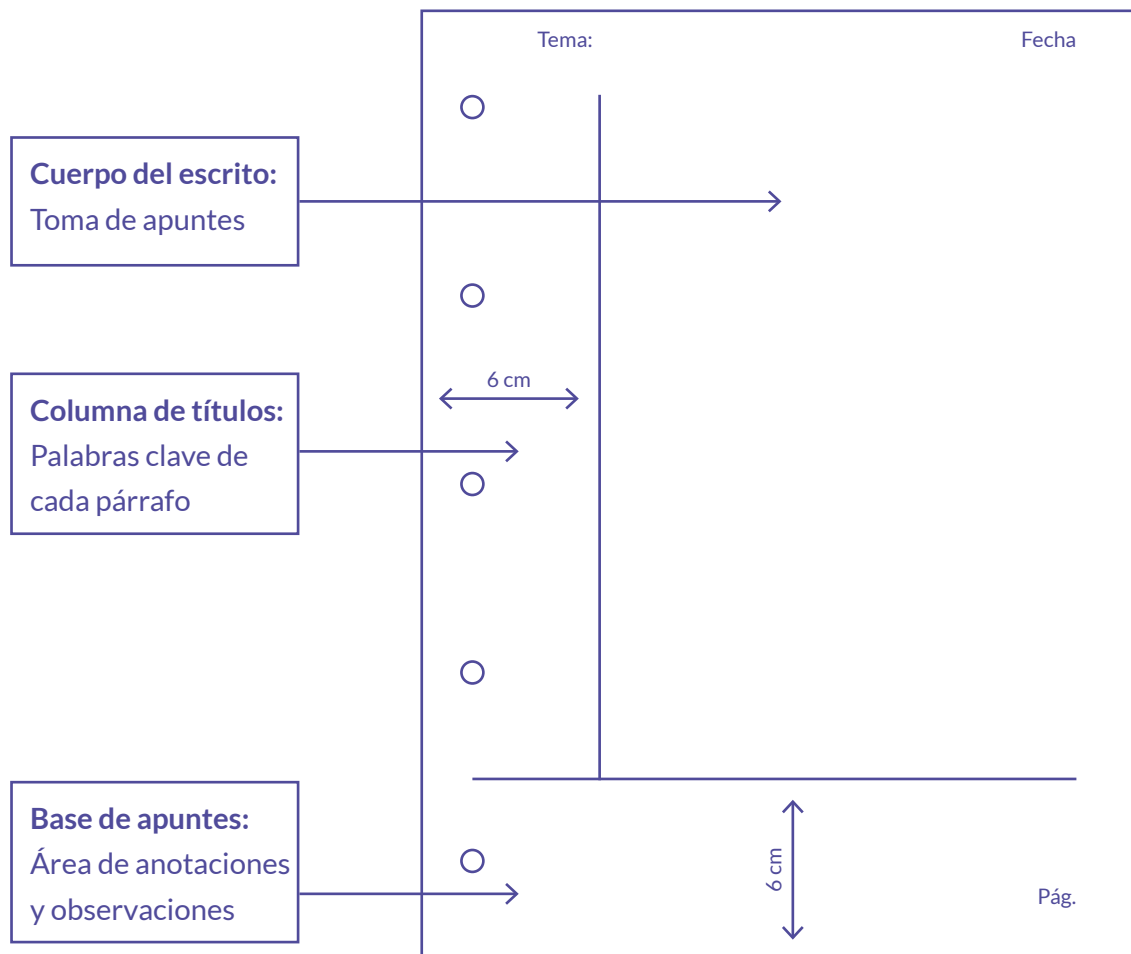 Tema:
Fecha
Cuerpo del escrito:
Toma de apuntes
6 cm
Columna de títulos:
Palabras clave de
cada párrafo
Base de apuntes:
Área de anotaciones
y observaciones
6 cm
Pág.